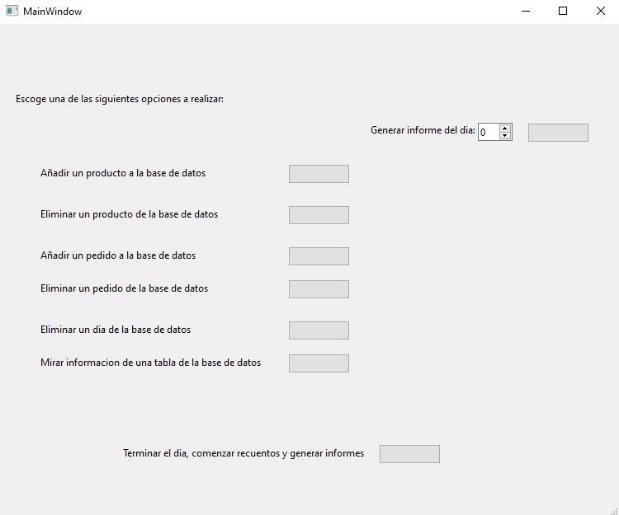 MainWindow
Escoge una de las siguientes opciones a realizar:
Generar informe del dia: 0
Añadir un producto a la base de datos
Eliminar un producto de la base de datos
Añadir un pedido a la base de datos
Eliminar un pedido de la base de datos
Eliminar un dia de la base de datos
Mirar informacion de una tabla de la base de datos
Terminar el dia, comenzar recuentos y generar informes